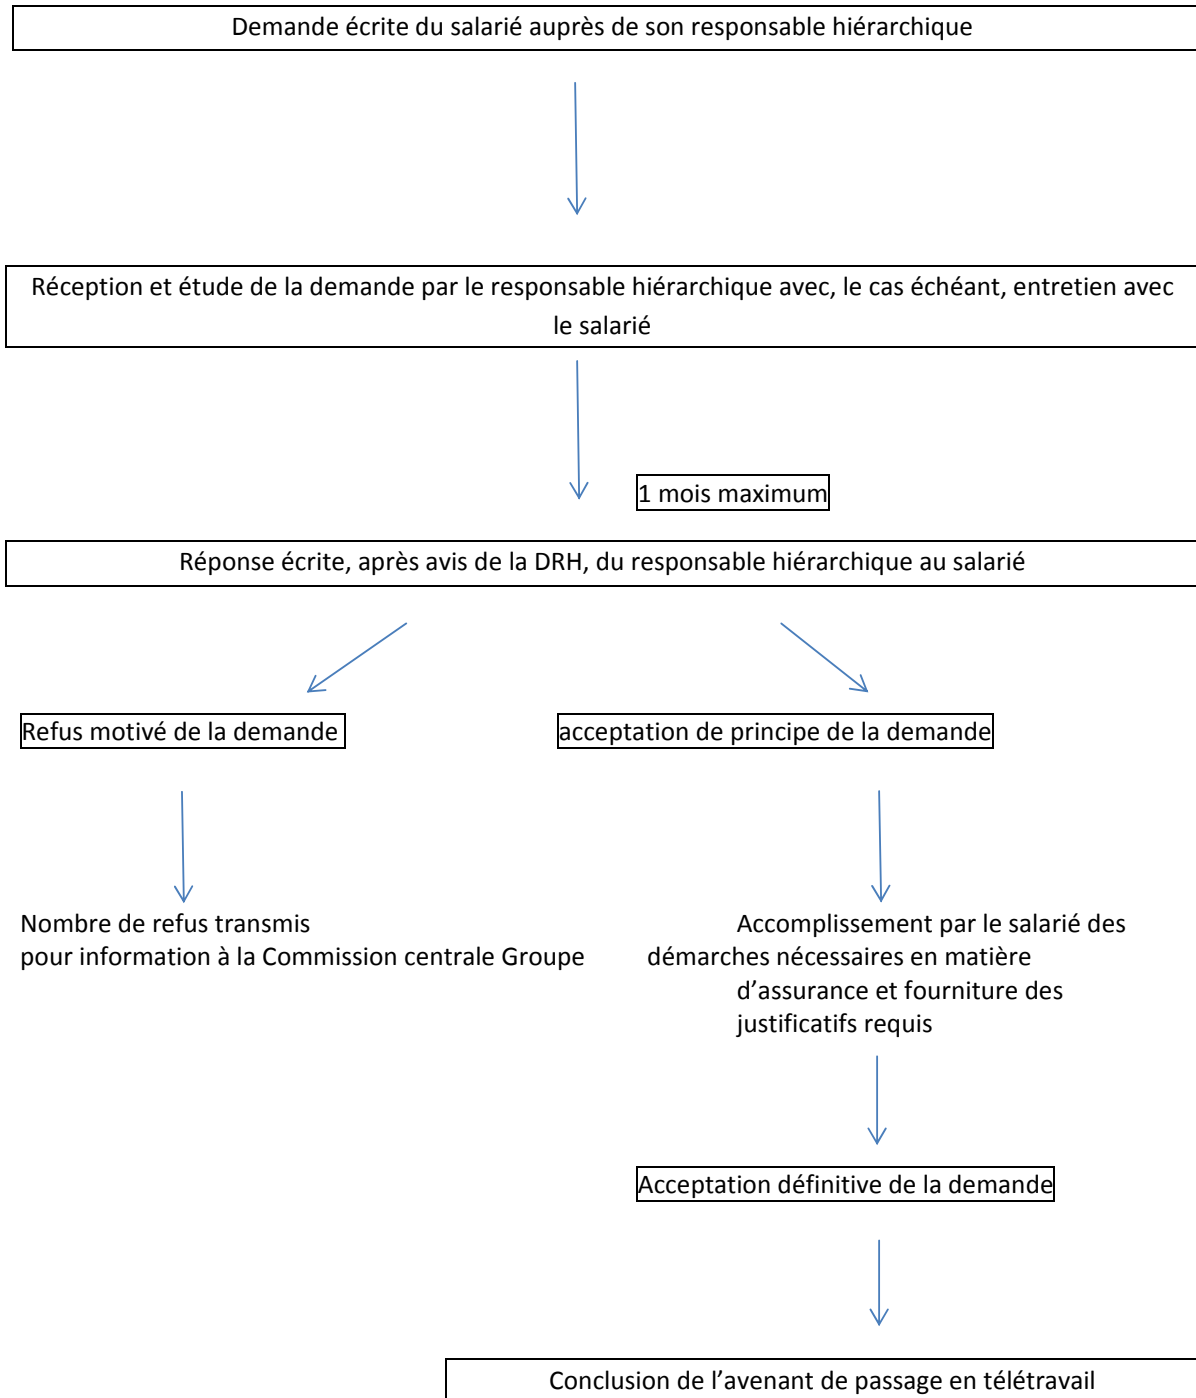 Demande écrite du salarié auprès de son responsable hiérarchique
Réception et étude de la demande par le responsable hiérarchique avec, le cas échéant, entretien avec
le salarié
1 mois maximum
Réponse écrite, après avis de la DRH, du responsable hiérarchique au salarié
Refus motivé de la demande
acceptation de principe de la demande
Nombre de refus transmis
pour information à la Commission centrale Groupe
Accomplissement par le salarié des
démarches nécessaires en matière
d’assurance et fourniture des
justificatifs requis
Acceptation définitive de la demande
Conclusion de l’avenant de passage en télétravail